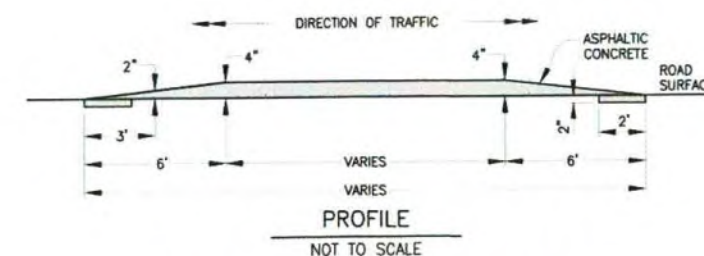 DIRECTION OF TRAFFIC
ASPHALTIC
CONCRETE
2"
4"
4"
ROAD
SURFAC
3'
2"
2'
6'
VARIES
6'
VARIES
PROFILE
NOT TO SCALE